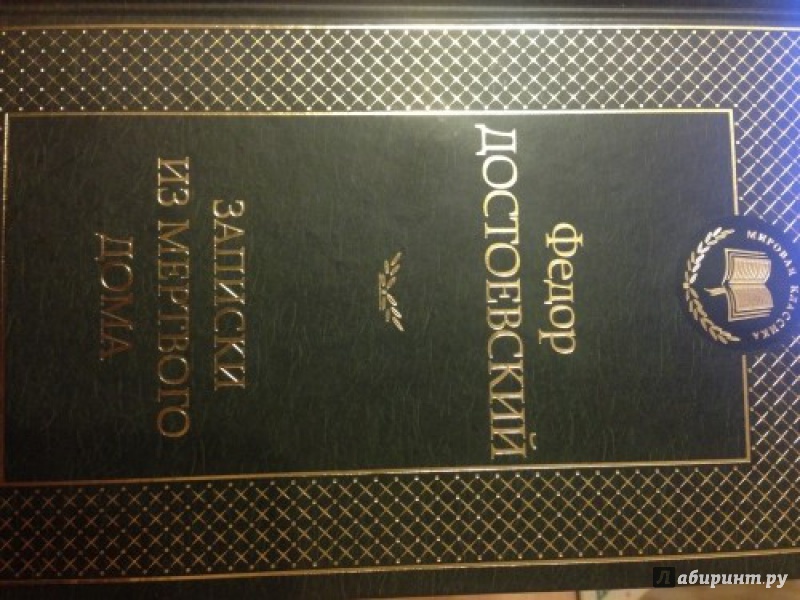 МИРОВАЯ КЛАССИКА
Федор
ДОСТОЕВСКИЙ
ЗАПИСКИ
ИЗ МЕРТВОГО
ДОМА
Лабиринт.ру